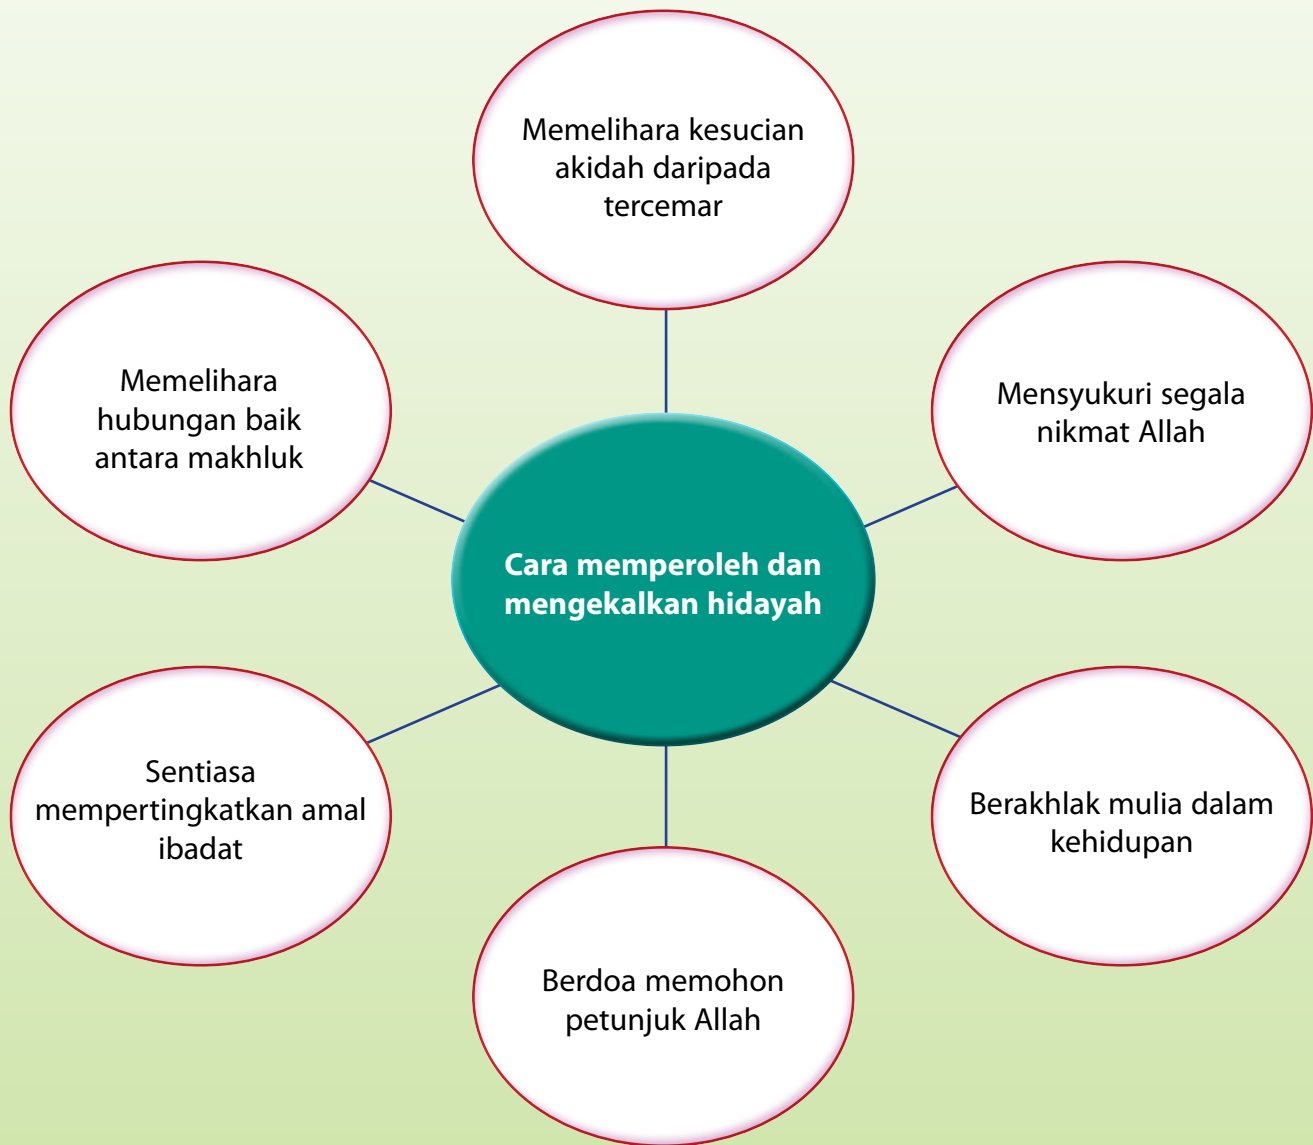 Memelihara kesucian
akidah daripada
tercemar
Memelihara
hubungan baik
antara makhluk
Mensyukuri segala
nikmat Allah
Cara memperoleh dan
mengekalkan hidayah
Sentiasa
mempertingkatkan amal
ibadat
Berakhlak mulia dalam
kehidupan
Berdoa memohon
petunjuk Allah